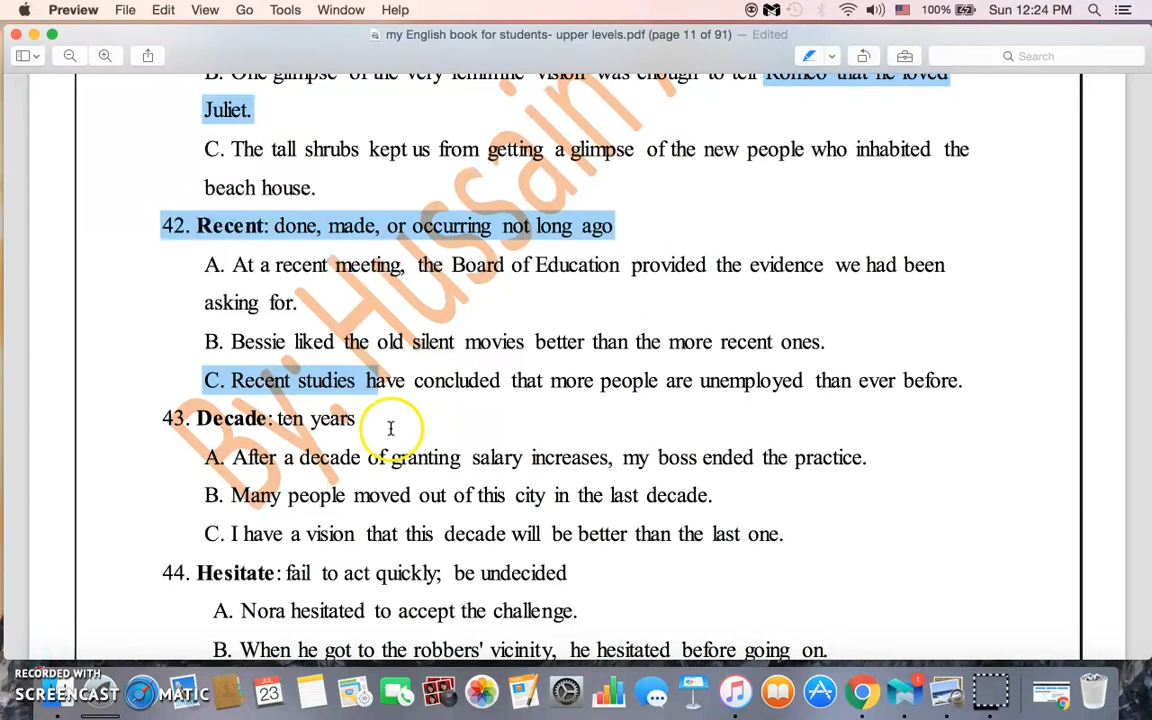 Preview File Edit View Go Tools Window Help 100% Sun 12:24 PM
my English book for students- upper levels.pdf (page 11 of 91) — Edited
Search
B. One glimpse of the very feminine vision was enough to tell Romeo that he loved
Juliet.
C. The tall shrubs kept us from getting a glimpse of the new people who inhabited the
beach house.
42. Recent: done, made, or occurring not long ago
A. At a recent meeting, the Board of Education provided the evidence we had been
asking for.
B. Bessie liked the old silent movies better than the more recent ones.
C. Recent studies have concluded that more people are unemployed than ever before.
43. Decade: ten years
A. After a decade of granting salary increases, my boss ended the practice.
B. Many people moved out of this city in the last decade.
C. I have a vision that this decade will be better than the last one.
44. Hesitate: fail to act quickly; be undecided
A. Nora hesitated to accept the challenge.
B. When he got to the robbers' vicinity, he hesitated before going on.
By: Hussain
RECORDED WITH
SCREENCAST MATIC
JUL
23
1